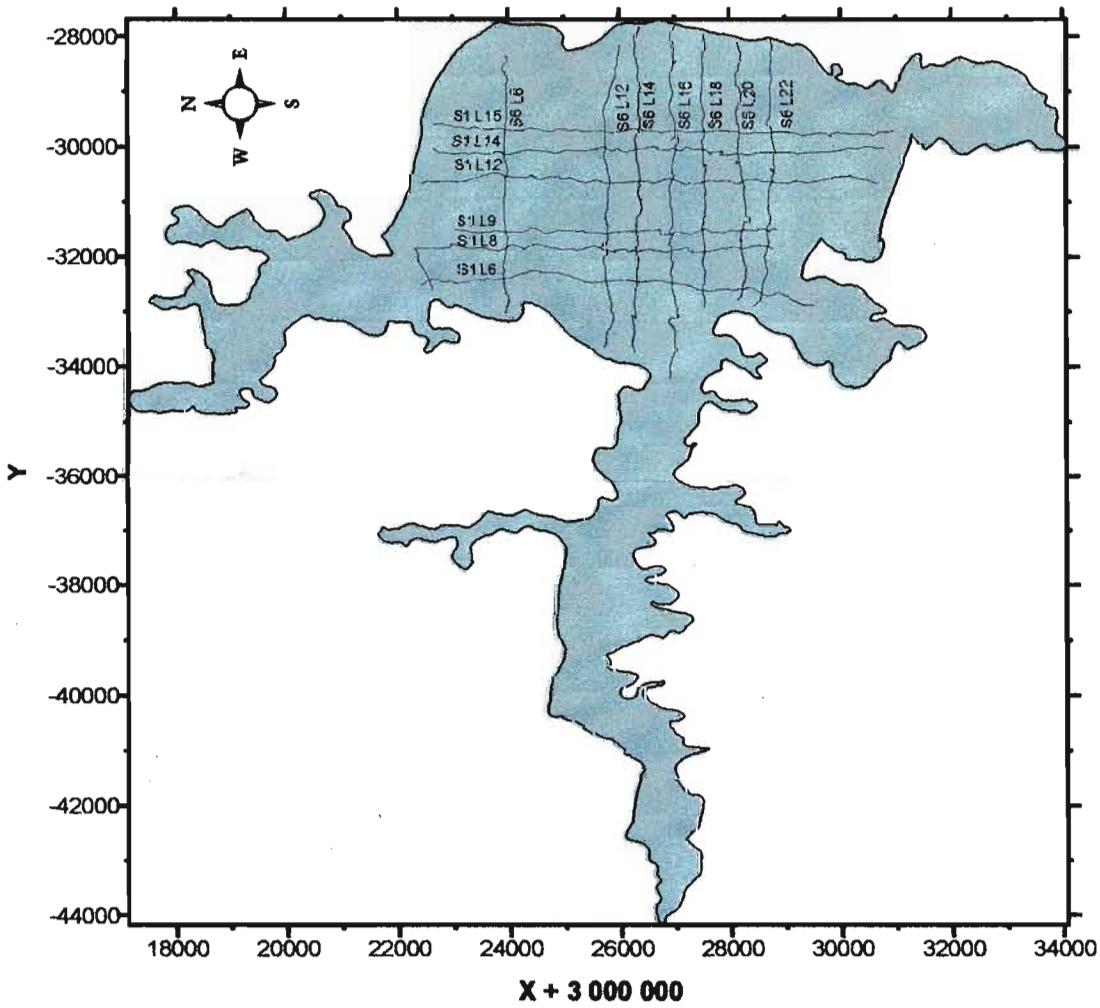 -28000
-30000
-32000
-34000
-36000
-38000
-40000
-42000
-44000
Y
E
N
S
W
S6 L6
S6 L12
S6 L14
S6 L16
S6 L18
S6 L20
S6 L22
S1 L15
S1 L14
S1 L12
S1 L9
S1 L8
S1 L6
18000 20000 22000 24000 26000 28000 30000 32000 34000
X + 3 000 000